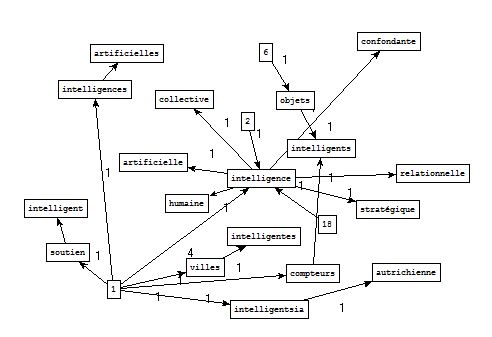 confondante
6
artificielles
1
intelligences
collective
objets
1
2
1
1
intelligents
artificielle
1
1
intelligence
1
1
relationnelle
1
humaine
1
stratégique
intelligent
18
intelligentes
soutien
1
4
villes
1
1
compteurs
autrichienne
1
1
1
intelligentsia
1